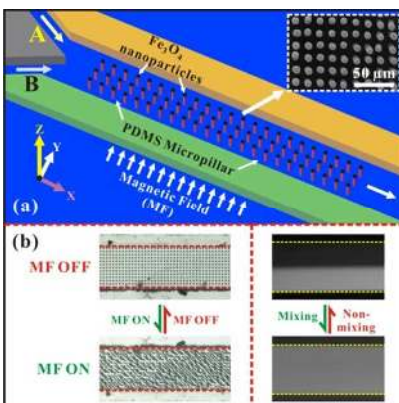 A
B
Fe3O4
nanoparticles
50 μm
PDMS Micropillar
Magnetic Field
(MF)
Z
Y
X
(a)
(b)
MF OFF
MF ON
MF OFF
MF ON
Mixing
Non-
mixing